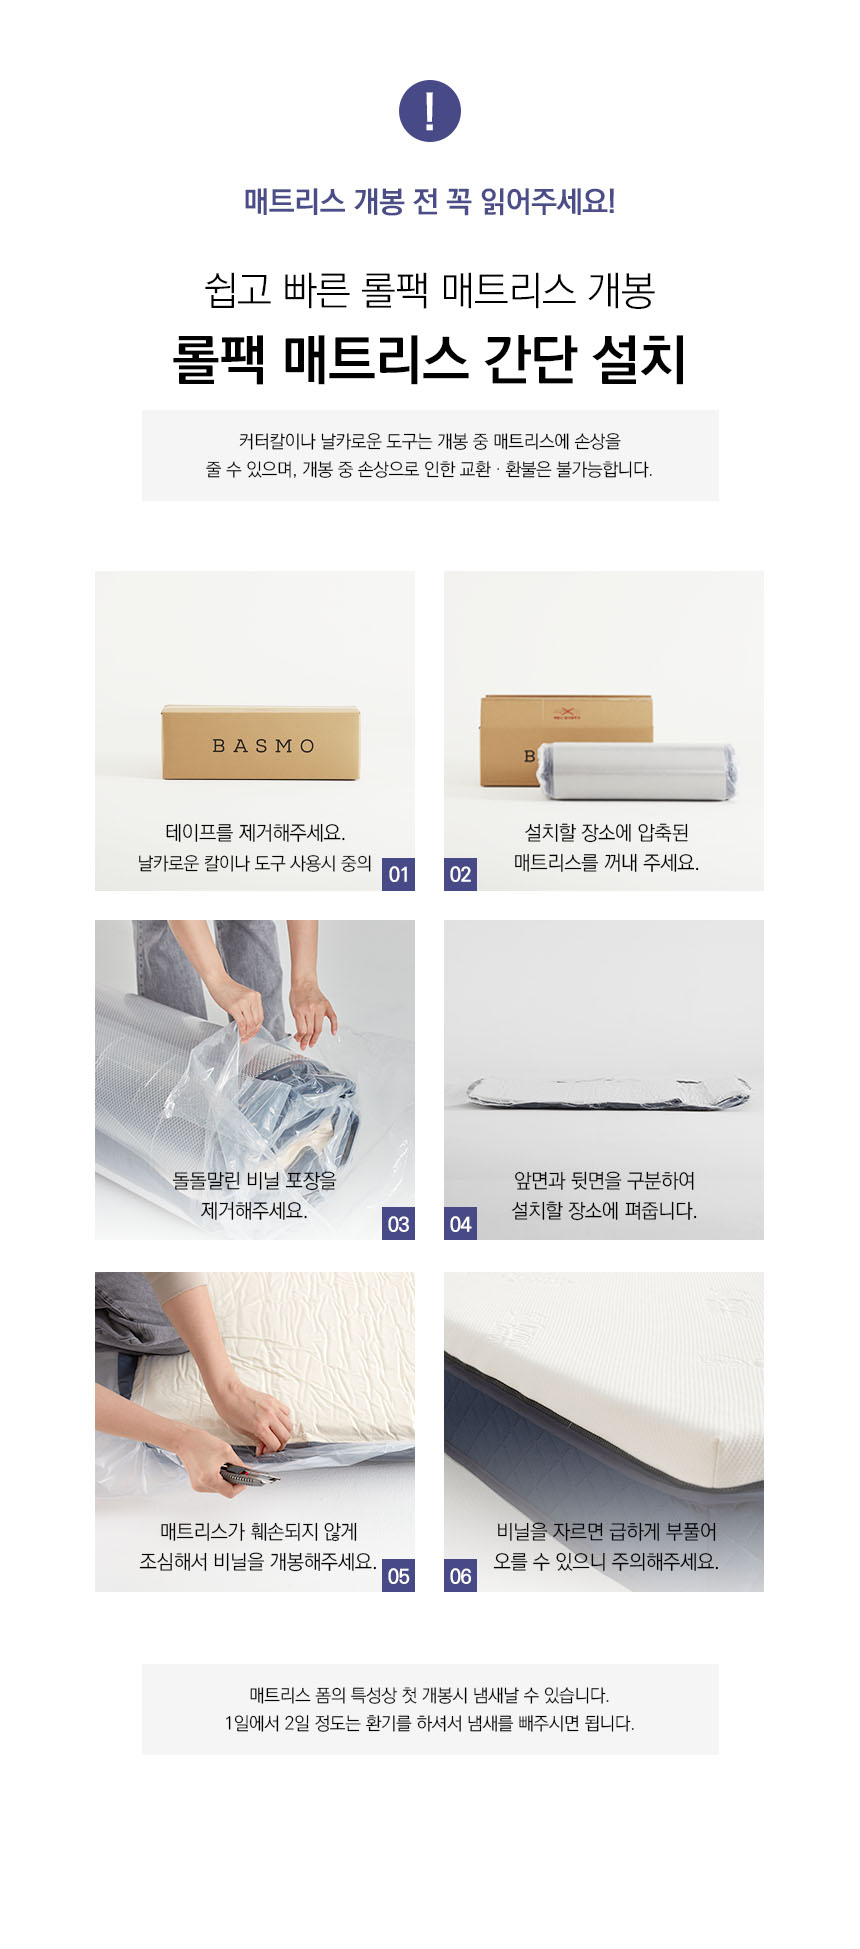 !
매트리스 개봉 전 꼭 읽어주세요!
쉽고 빠른 롤팩 매트리스 개봉
롤팩 매트리스 간단 설치
커터칼이나 날카로운 도구는 개봉 중 매트리스에 손상을
줄 수 있으며, 개봉 중 손상으로 인한 교환 · 환불은 불가능합니다.
BASMO
테이프를 제거해주세요.
날카로운 칼이나 도구 사용시 중의
01
B
설치할 장소에 압축된
매트리스를 꺼내 주세요.
02
돌돌말린 비닐 포장을
제거해주세요.
03
앞면과 뒷면을 구분하여
설치할 장소에 펴줍니다.
04
매트리스가 훼손되지 않게
조심해서 비닐을 개봉해주세요.
05
비닐을 자르면 급하게 부풀어
오를 수 있으니 주의해주세요.
06
매트리스 폼의 특성상 첫 개봉시 냄새날 수 있습니다.
1일에서 2일 정도는 환기를 하셔서 냄새를 빼주시면 됩니다.